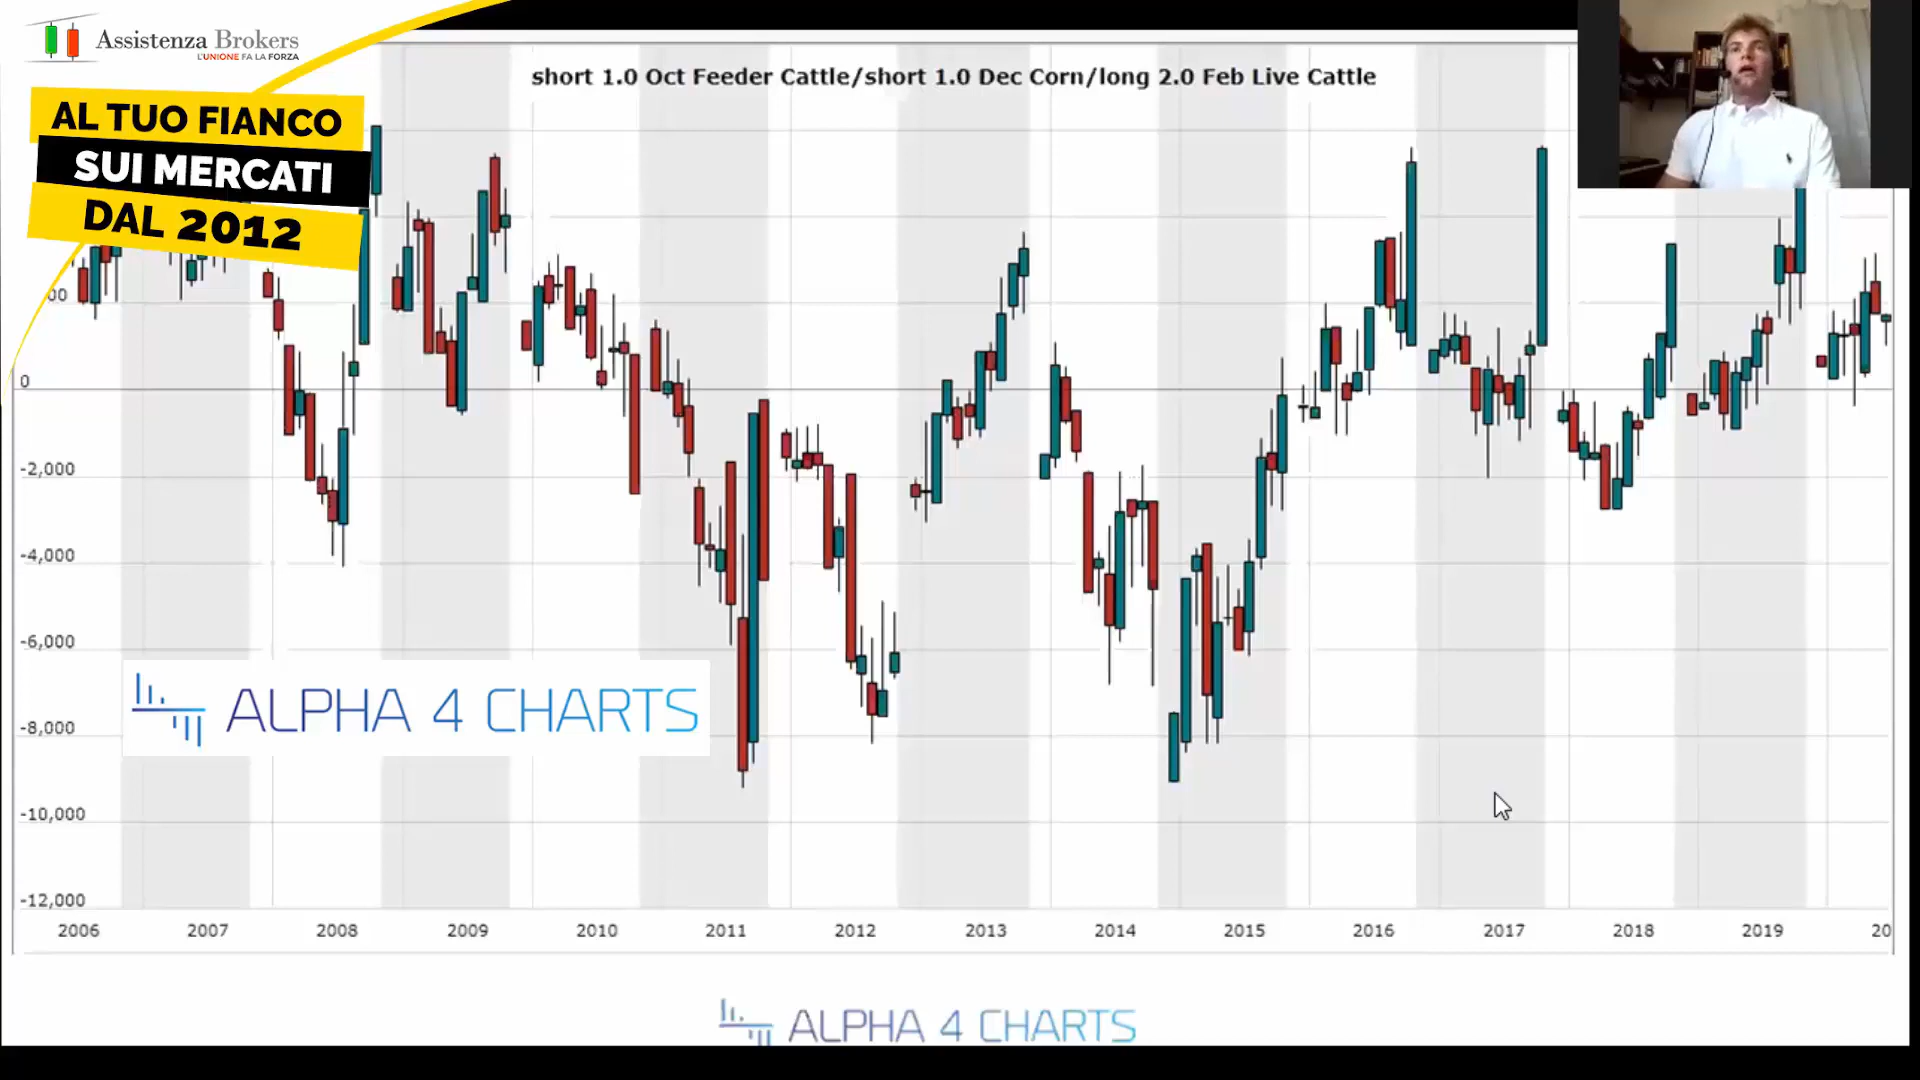 Assistenza Brokers
L'UNIONE FA LA FORZA
AL TUO FIANCO
SUI MERCATI
DAL 2012
short 1.0 Oct Feeder Cattle/short 1.0 Dec Corn/long 2.0 Feb Live Cattle
0
-2,000
-4,000
-6,000
-8,000
-10,000
-12,000
ALPHA 4 CHARTS
2006 2007 2008 2009 2010 2011 2012 2013 2014 2015 2016 2017 2018 2019 20
ALPHA 4 CHARTS